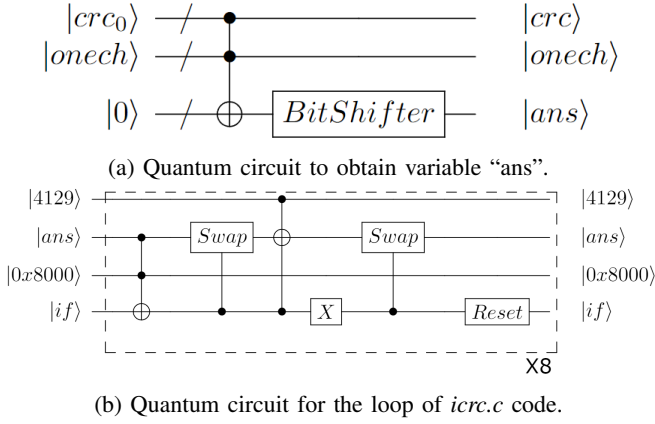 |crc₀⟩ |crc⟩
|onech⟩ |onech⟩
|0⟩ BitShifter |ans⟩
(a) Quantum circuit to obtain variable “ans”.
|4129⟩ |4129⟩
|ans⟩ Swap Swap |ans⟩
|0x8000⟩ |0x8000⟩
|if⟩ X Reset |if⟩
X8
(b) Quantum circuit for the loop of icrc.c code.